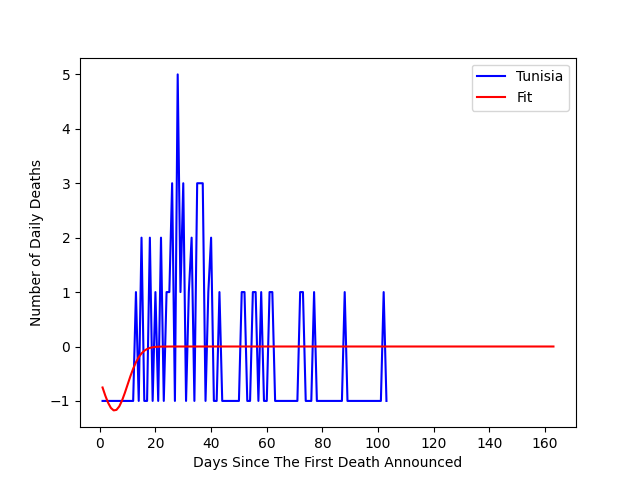 Tunisia
Fit
Number of Daily Deaths
5
4
3
2
1
0
−1
0 20 40 60 80 100 120 140 160
Days Since The First Death Announced